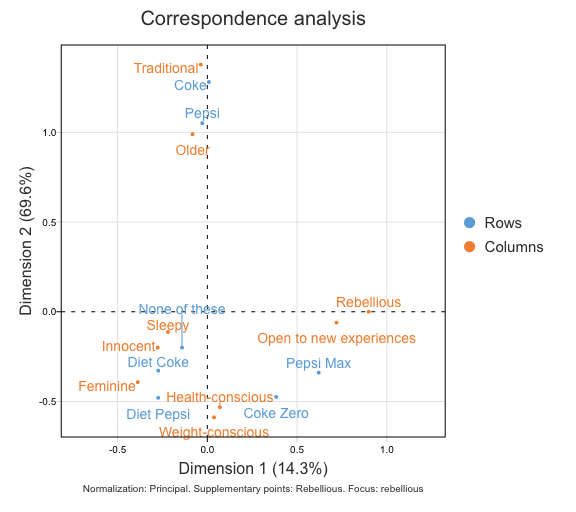 Correspondence analysis
Traditional
Coke
Pepsi
Older
1.0
0.5
0.0
-0.5
Dimension 2 (69.6%)
None of these
Sleepy
Innocent
Diet Coke
Feminine
Diet Pepsi
Health-conscious
Weight-conscious
Coke Zero
Pepsi Max
Rebellious
Open to new experiences
-0.5
0.0
0.5
1.0
Dimension 1 (14.3%)
Rows
Columns
Normalization: Principal. Supplementary points: Rebellious. Focus: rebellious